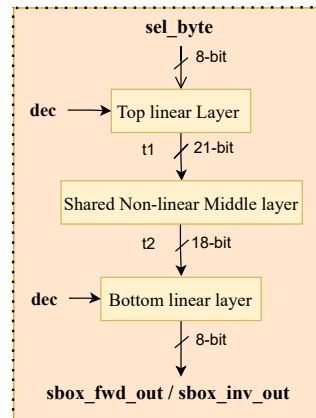 sel_byte
8-bit
dec
Top linear Layer
t1 21-bit
Shared Non-linear Middle layer
t2 18-bit
dec
Bottom linear layer
8-bit
sbox_fwd_out / sbox_inv_out